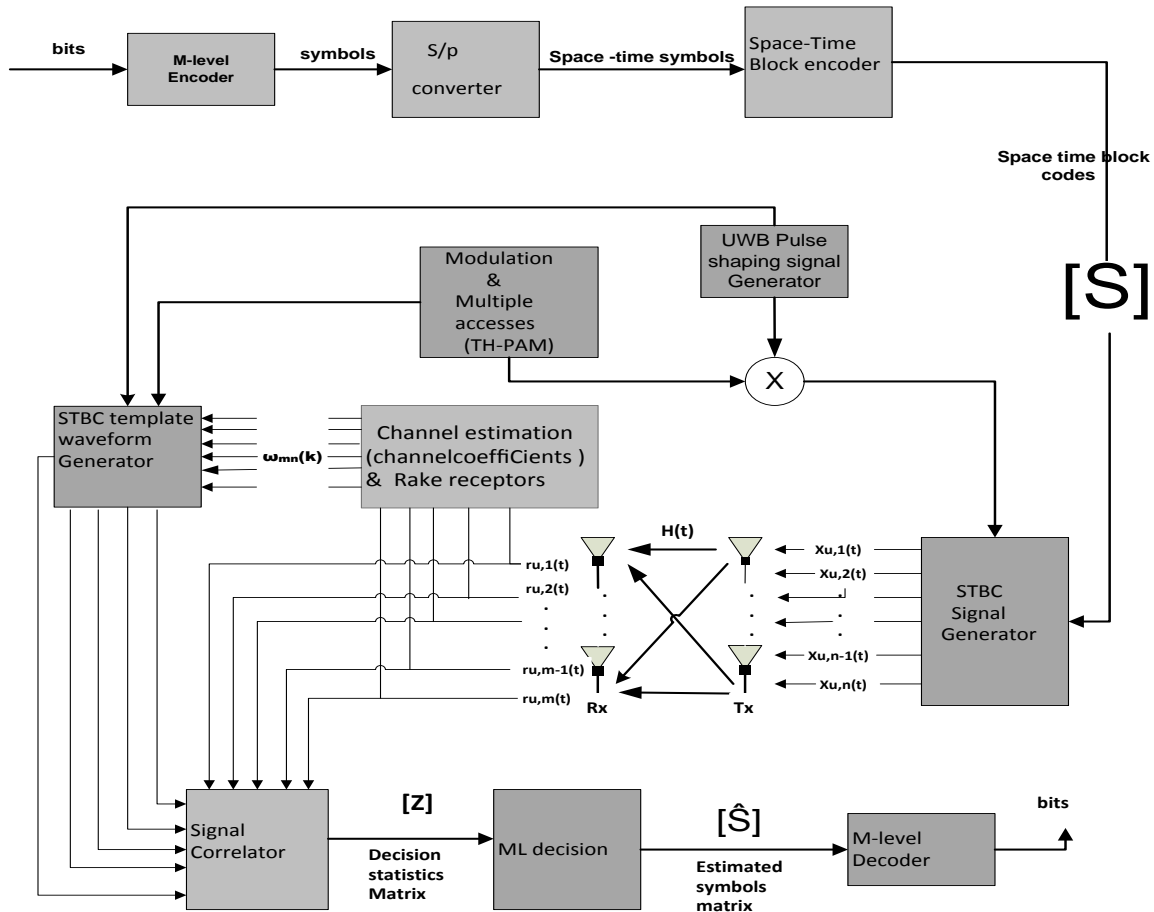 bits
M-level
Encoder
symbols
S/p
converter
Space -time symbols
Space-Time
Block encoder
Space time block
codes
[S]
UWB Pulse
shaping signal
Generator
Modulation
&
Multiple
accesses
(TH-PAM)
X
STBC template
waveform
Generator
ωmn(k)
Channel estimation
(channelcoeffiCients )
& Rake receptors
H(t)
ru,1(t)
ru,2(t)
ru,m-1(t)
ru,m(t)
Rx
Tx
Xu,1(t)
Xu,2(t)
Xu,n-1(t)
Xu,n(t)
STBC
Signal
Generator
Signal
Correlator
[Z]
Decision
statistics
Matrix
ML decision
[Ŝ]
Estimated
symbols
matrix
M-level
Decoder
bits